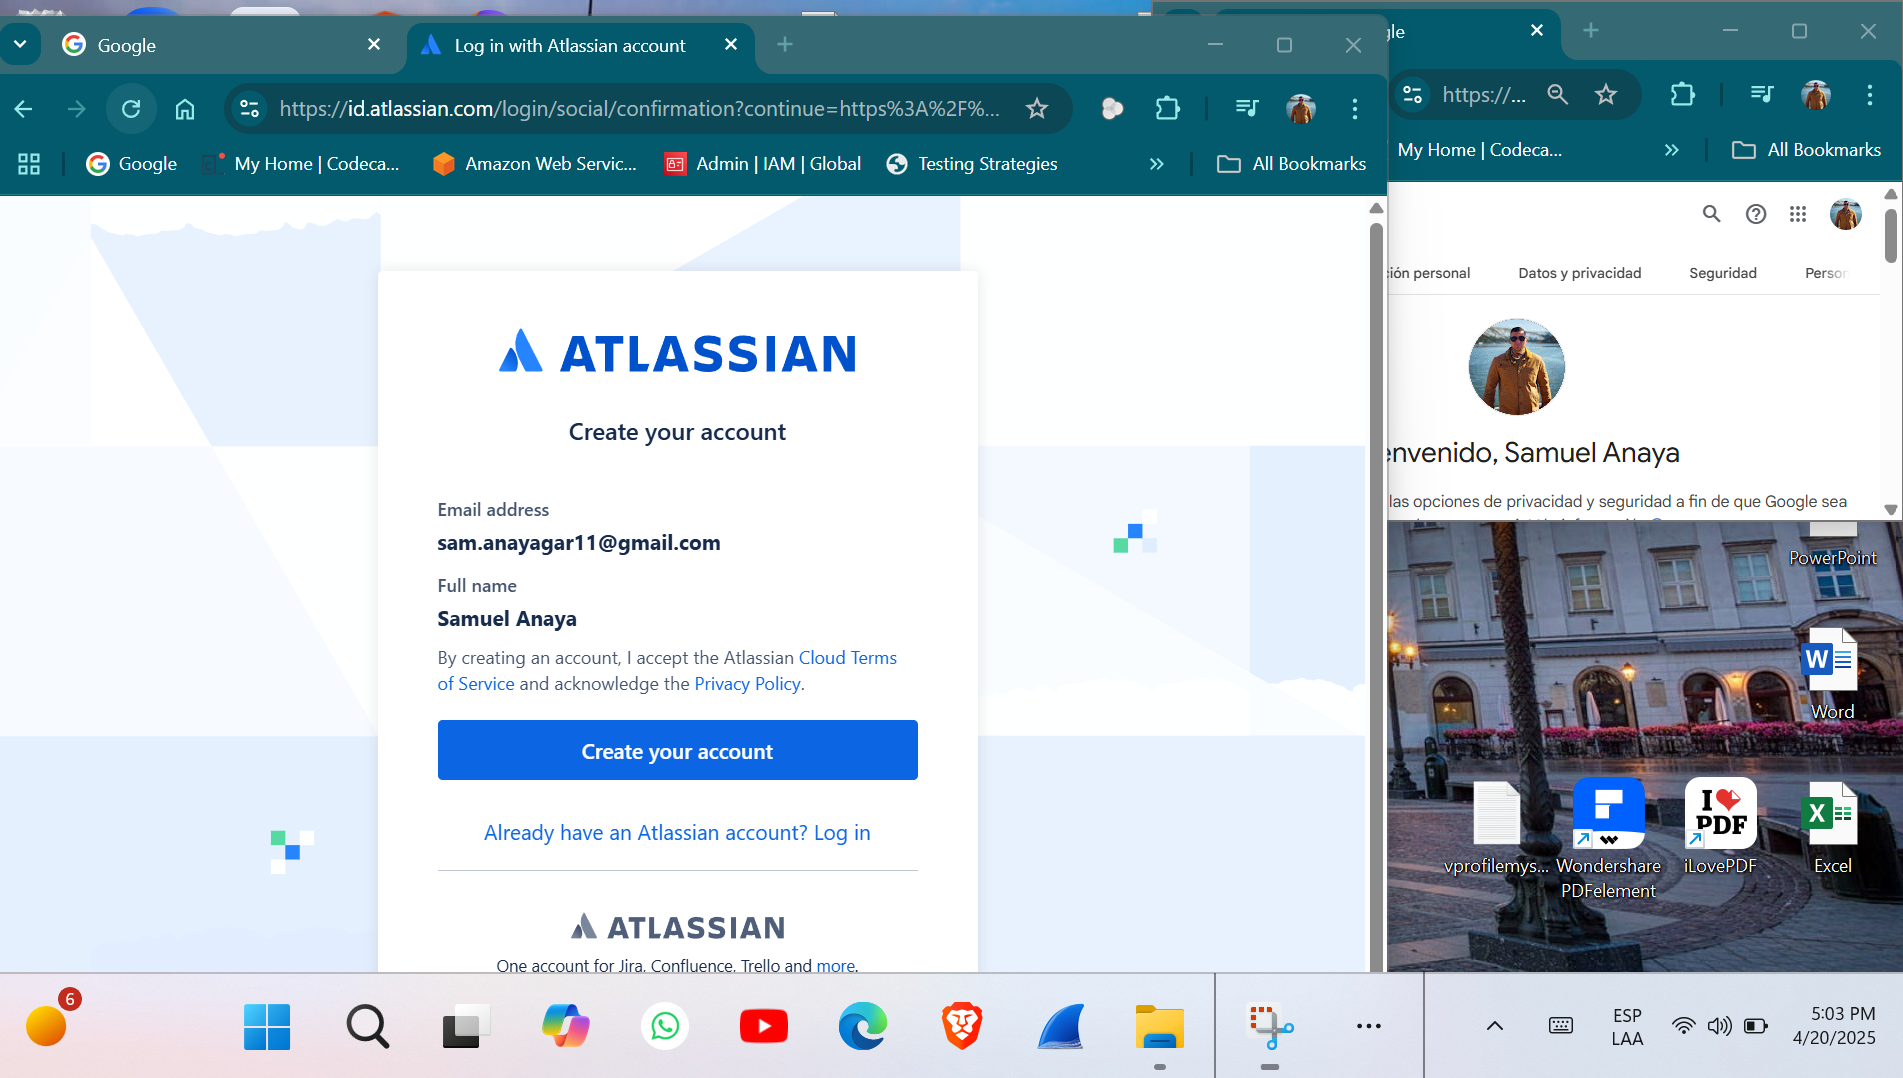 Google
Log in with Atlassian account
https://id.atlassian.com/login/social/confirmation?continue=https%3A%2F%...
Google
My Home | Codeca...
Amazon Web Servic...
Admin | IAM | Global
Testing Strategies
All Bookmarks
ATLASSIAN
Create your account
Email address
sam.anayagar11@gmail.com
Full name
Samuel Anaya
By creating an account, I accept the Atlassian Cloud Terms
of Service and acknowledge the Privacy Policy.
Create your account
Already have an Atlassian account? Log in
ATLASSIAN
One account for Jira, Confluence, Trello and more.
gle
https://...
My Home | Codeca...
All Bookmarks
ión personal
Datos y privacidad
Seguridad
Person
envenido, Samuel Anaya
las opciones de privacidad y seguridad a fin de que Google sea
PowerPoint
W
Word
vprofilemys...
Wondershare
PDFelement
I
PDF
iLovePDF
X
Excel
6
ESP
LAA
5:03 PM
4/20/2025